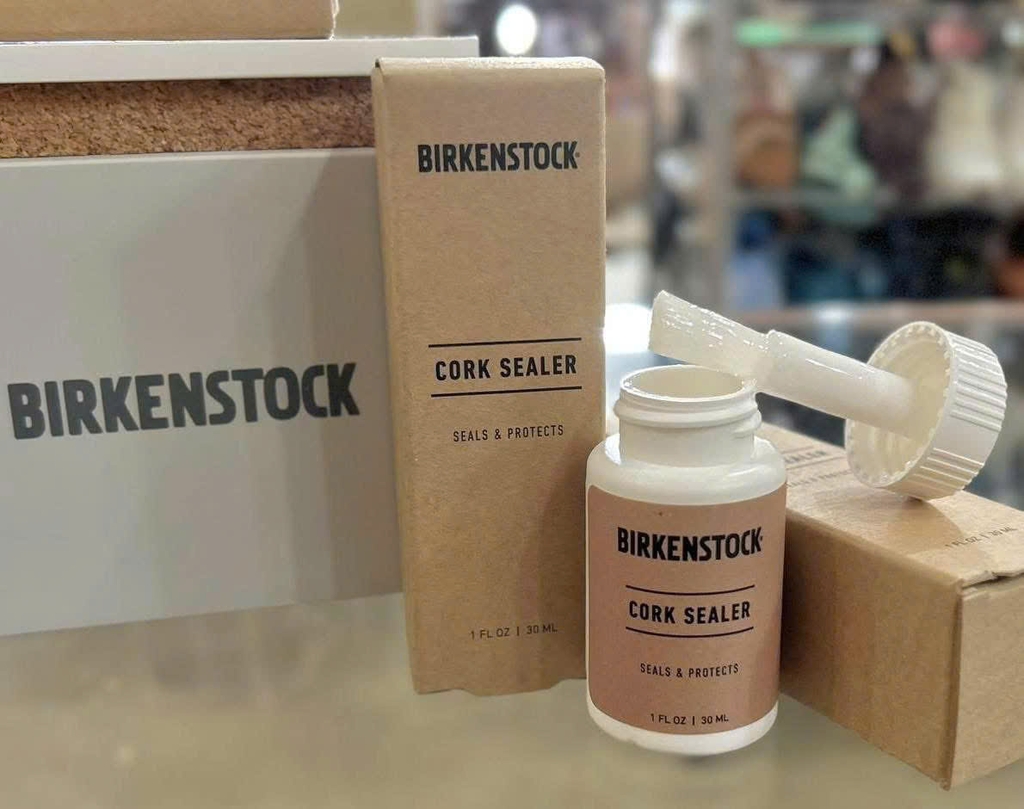 BIRKENSTOCK
BIRKENSTOCK
CORK SEALER
SEALS & PROTECTS
1 FL OZ | 30 ML
BIRKENSTOCK
CORK SEALER
SEALS & PROTECTS
1 FL OZ | 30 ML
SEALER
1 FL OZ | 30 ML